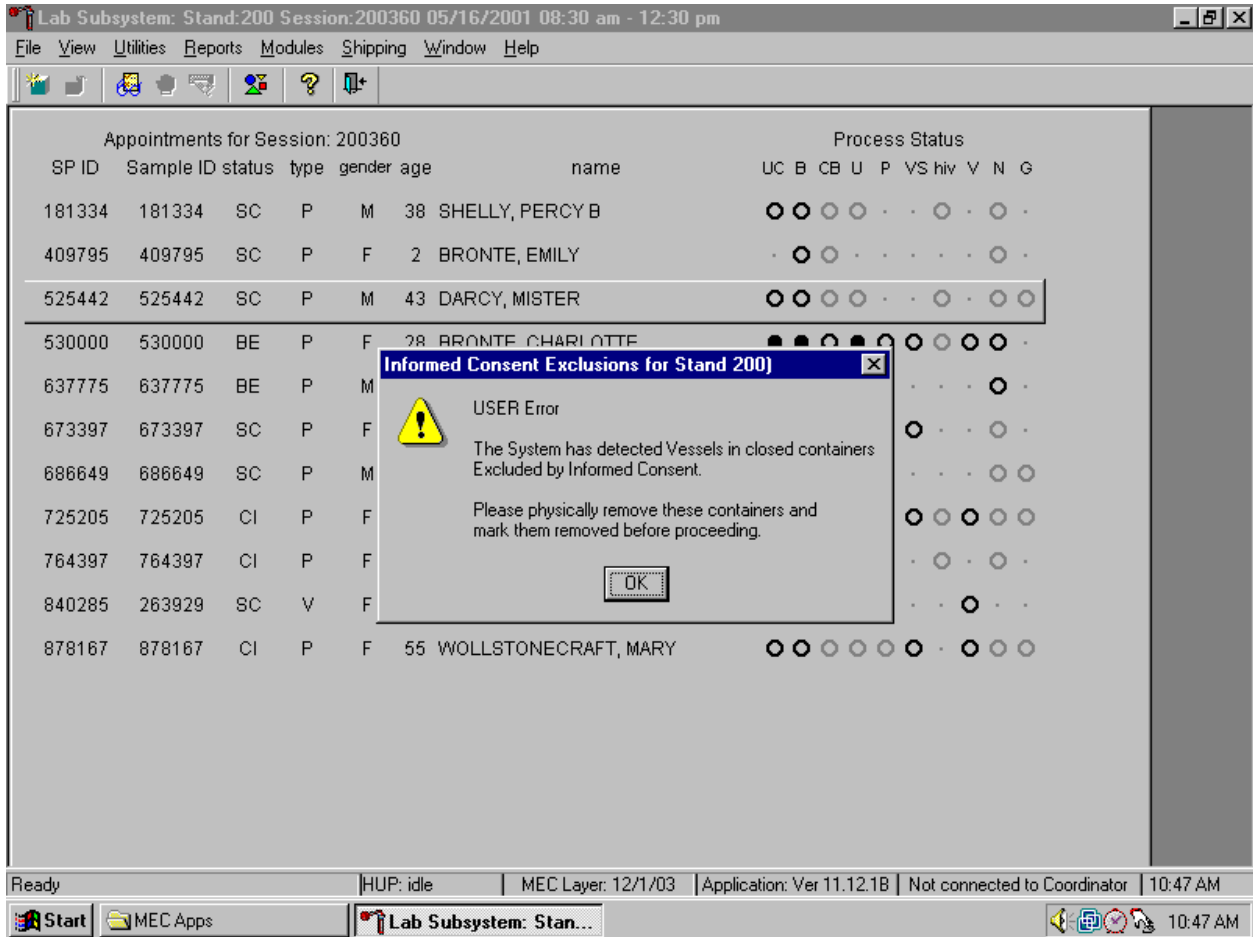 Lab Subsystem: Stand:200 Session:200360 05/16/2001 08:30 am - 12:30 pm
File View Utilities Reports Modules Shipping Window Help
Appointments for Session: 200360 Process Status
SP ID Sample ID status type gender age name UC B CB U P VS hiv V N G
181334 181334 SC P M 38 SHELLY, PERCY B
409795 409795 SC P F 2 BRONTE, EMILY
525442 525442 SC P M 43 DARCY, MISTER
530000 530000 BE P F 28 BRONTE, CHARLOTTE
637775 637775 BE P M
673397 673397 SC P F
686649 686649 SC P M
725205 725205 CI P F
764397 764397 CI P F
840285 263929 SC V F
878167 878167 CI P F 55 WOLLSTONECRAFT, MARY
Informed Consent Exclusions for Stand 200)
USER Error
The System has detected Vessels in closed containers
Excluded by Informed Consent.
Please physically remove these containers and
mark them removed before proceeding.
OK
Ready HUP: idle MEC Layer: 12/1/03 Application: Ver 11.12.1B Not connected to Coordinator 10:47 AM
Start MEC Apps Lab Subsystem: Stan... 10:47 AM